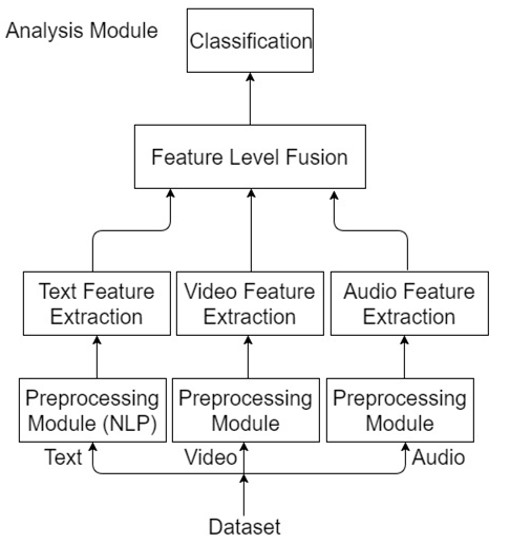 Analysis Module
Classification
Feature Level Fusion
Text Feature
Extraction
Video Feature
Extraction
Audio Feature
Extraction
Preprocessing
Module (NLP)
Preprocessing
Module
Preprocessing
Module
Text
Video
Audio
Dataset